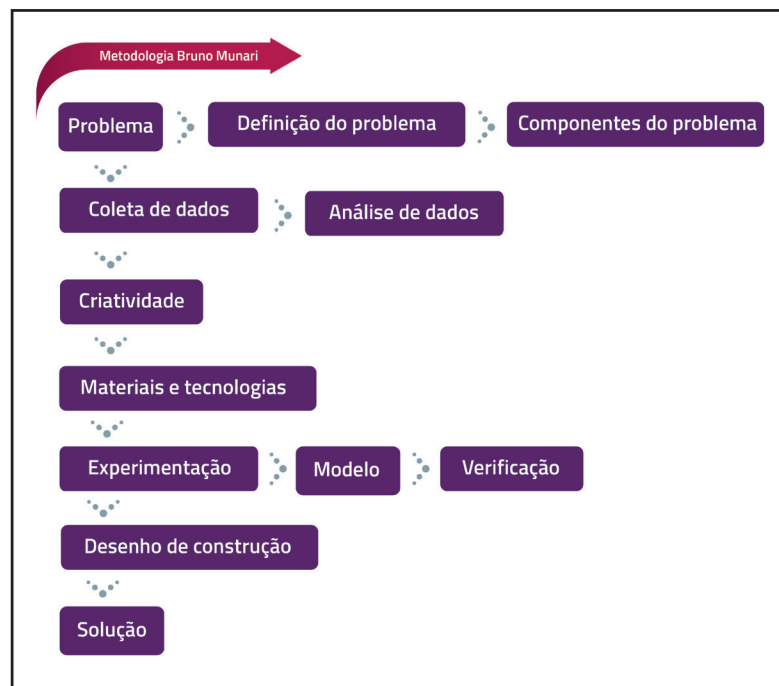 Metodologia Bruno Munari
Problema
Definição do problema
Componentes do problema
Coleta de dados
Análise de dados
Criatividade
Materiais e tecnologias
Experimentação
Modelo
Verificação
Desenho de construção
Solução